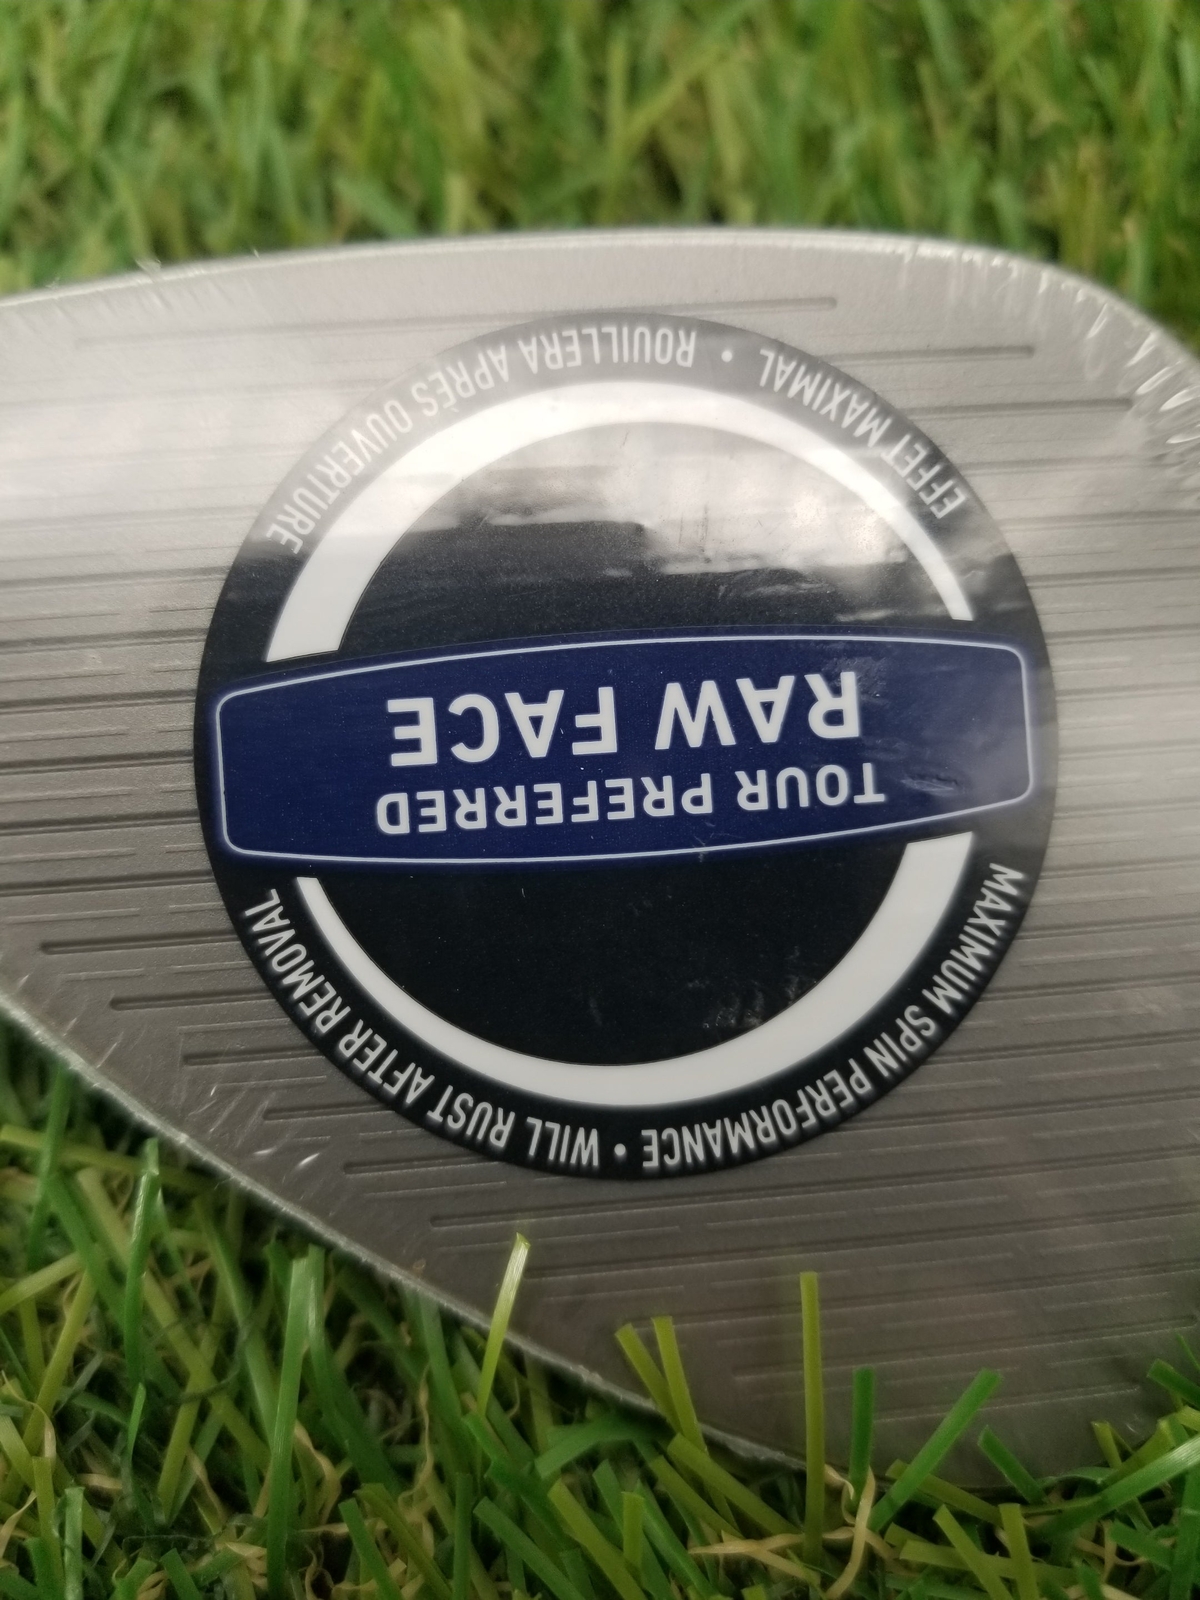 MAXIMUM SPIN PERFORMANCE • WILL RUST AFTER REMOVAL
TOUR PREFERRED
RAW FACE
EFFET MAXIMAL • ROUILLERA APRÈS OUVERTURE